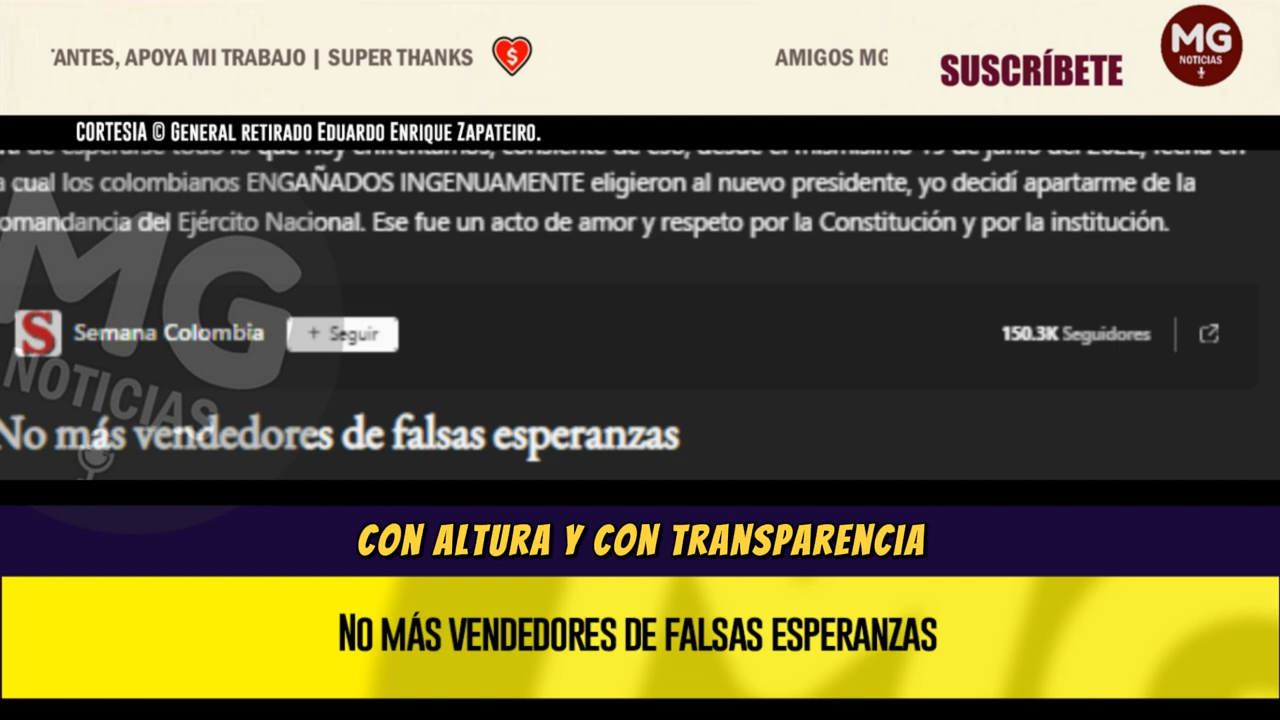 'ANTES, APOYA MI TRABAJO | SUPER THANKS
AMIGOS MG
SUSCRÍBETE
MG
NOTICIAS
CORTESIA © GENERAL RETIRADO EDUARDO ENRIQUE ZAPATEIRO.
a cual los colombianos ENGAÑADOS INGENUAMENTE eligieron al nuevo presidente, yo decidí apartarme de la
omandancia del Ejército Nacional. Ese fue un acto de amor y respeto por la Constitución y por la institución.
MG
NOTICIAS
S Semana Colombia + Seguir 150.3K Seguidores
No más vendedores de falsas esperanzas
CON ALTURA Y CON TRANSPARENCIA
NO MÁS VENDEDORES DE FALSAS ESPERANZAS